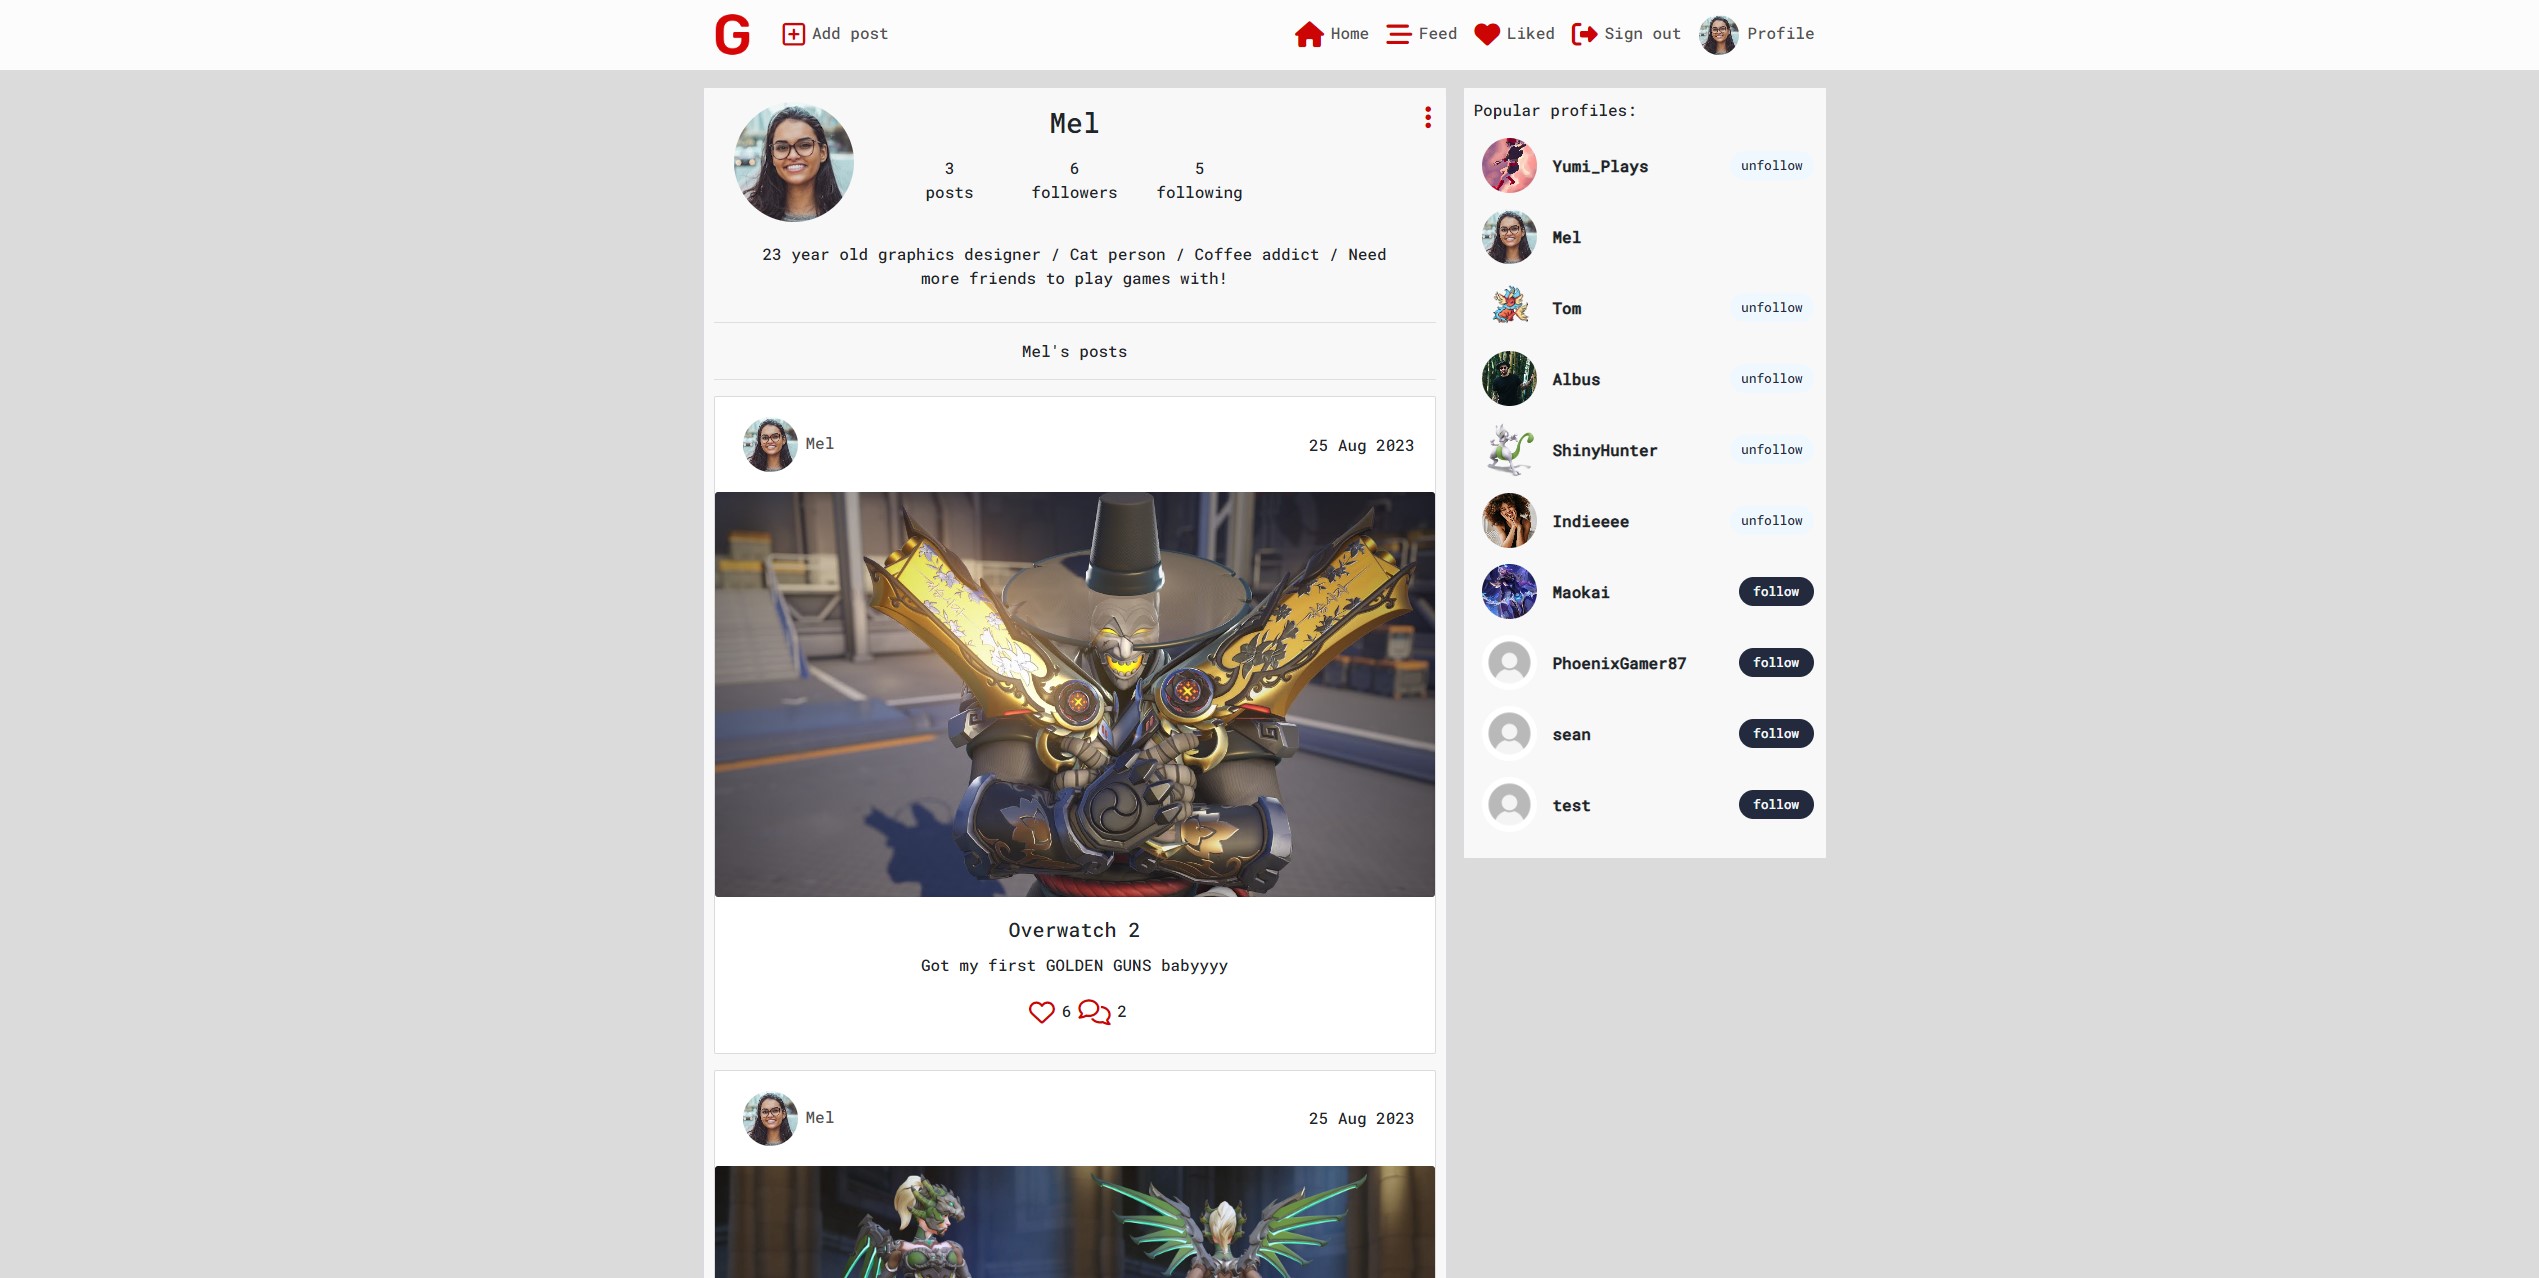 G Add post Home Feed Liked Sign out Profile
Mel
3 6 5
posts followers following
23 year old graphics designer / Cat person / Coffee addict / Need
more friends to play games with!
Mel's posts
Mel 25 Aug 2023
Overwatch 2
Got my first GOLDEN GUNS babyyyy
6 2
Mel 25 Aug 2023
Popular profiles:
Yumi_Plays unfollow
Mel
Tom unfollow
Albus unfollow
ShinyHunter unfollow
Indieeee unfollow
Maokai follow
PhoenixGamer87 follow
sean follow
test follow